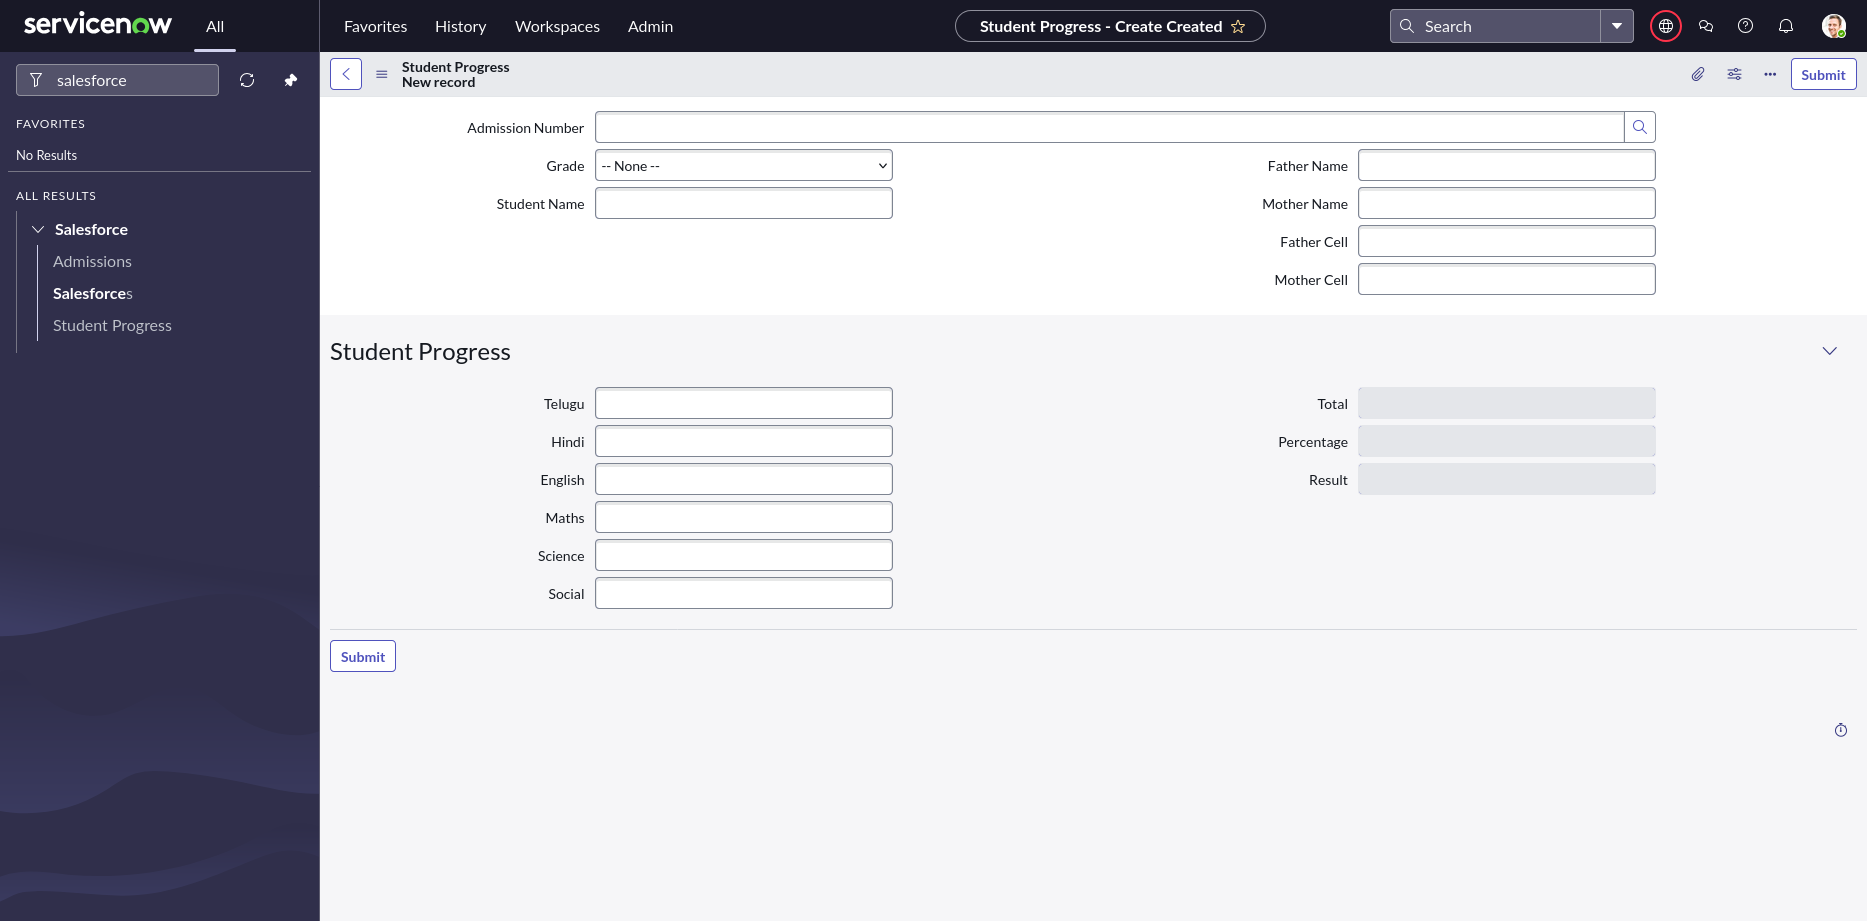 servicenow
All
Favorites
History
Workspaces
Admin
Student Progress - Create Created
Search
salesforce
FAVORITES
No Results
ALL RESULTS
Salesforce
Admissions
Salesforces
Student Progress
Student Progress
New record
Submit
Admission Number
Grade
-- None --
Student Name
Father Name
Mother Name
Father Cell
Mother Cell
Student Progress
Telugu
Hindi
English
Maths
Science
Social
Total
Percentage
Result
Submit